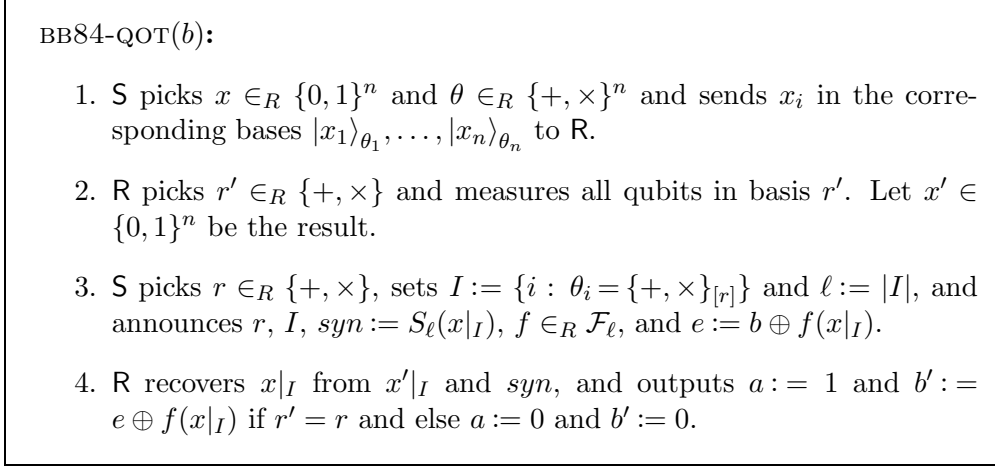 BB84-QOT(b):
1. S picks x ∈_R {0, 1}^n and θ ∈_R {+, ×}^n and sends x_i in the corre-
sponding bases |x_1⟩_{θ_1}, . . . , |x_n⟩_{θ_n} to R.
2. R picks r′ ∈_R {+, ×} and measures all qubits in basis r′. Let x′ ∈
{0, 1}^n be the result.
3. S picks r ∈_R {+, ×}, sets I := {i : θ_i = {+, ×}_{[r]}} and ℓ := |I|, and
announces r, I, syn := S_ℓ(x|_I), f ∈_R F_ℓ, and e := b ⊕ f(x|_I).
4. R recovers x|_I from x′|_I and syn, and outputs a : = 1 and b′ : =
e ⊕ f(x|_I) if r′ = r and else a := 0 and b′ := 0.